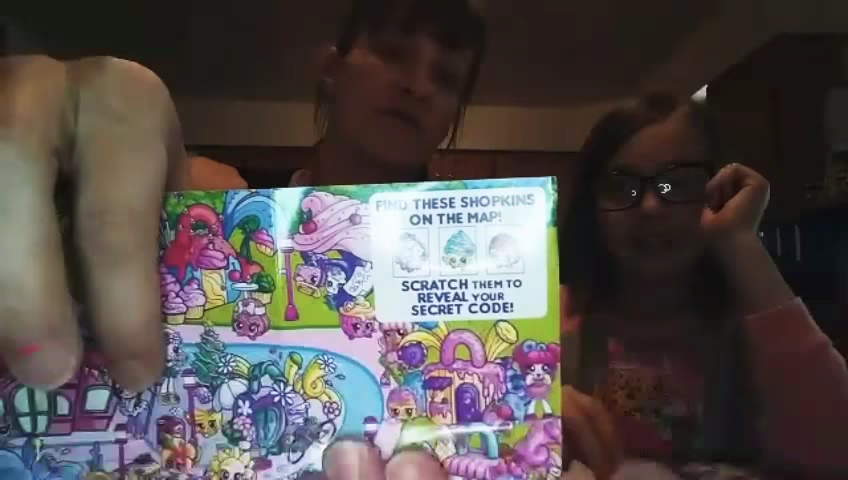 FIND THESE SHOPKINS
ON THE MAP!
SCRATCH THEM TO
REVEAL YOUR
SECRET CODE!